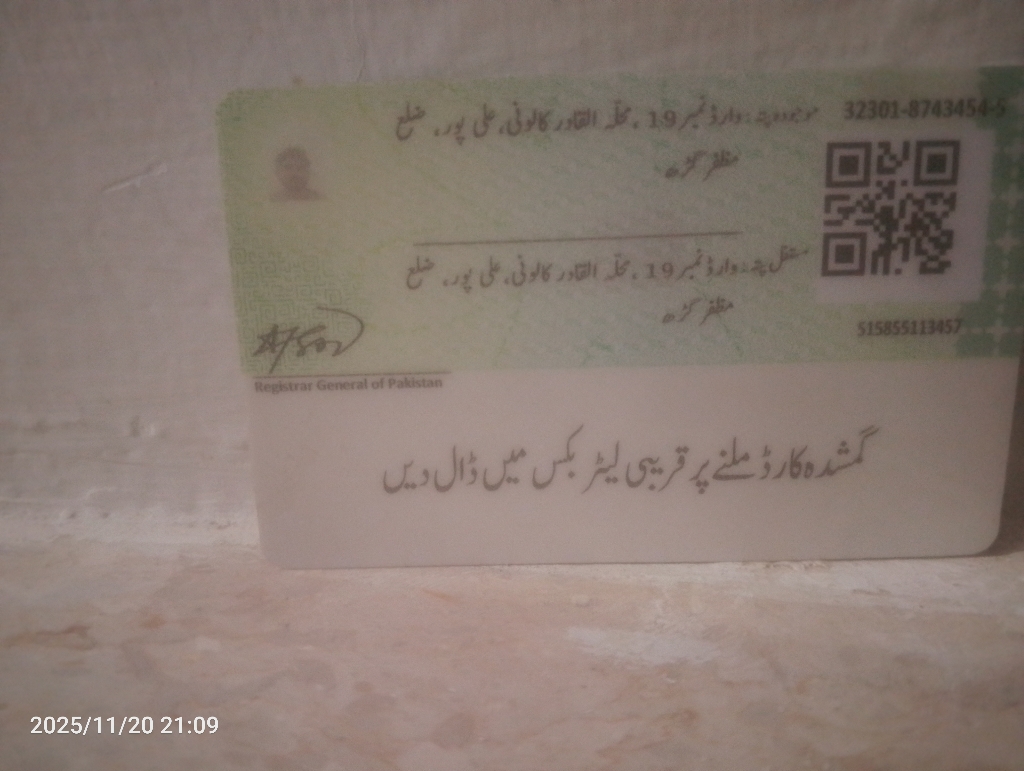 32301-8743454-5
موجودہ پتہ: وارڈ نمبر 19، محلّہ القادر کالونی، علی پور، ضلع
مظفر گڑھ
مستقل پتہ: وارڈ نمبر 19، محلّہ القادر کالونی، علی پور، ضلع
مظفر گڑھ
515855113457
Registrar General of Pakistan
گمشدہ کارڈ ملنے پر قریبی لیٹر بکس میں ڈال دیں
2025/11/20 21:09